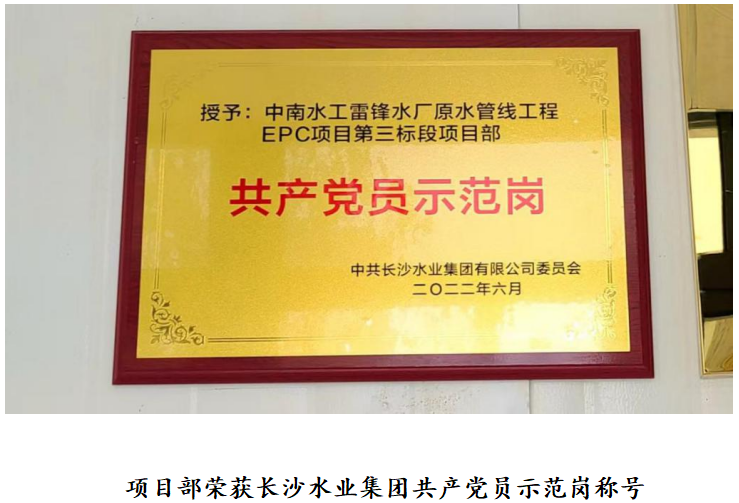 授予：中南水工雷锋水厂原水管线工程
EPC项目第三标段项目部
共产党员示范岗
中共长沙水业集团有限公司委员会
二〇二二年六月
项目部荣获长沙水业集团共产党员示范岗称号